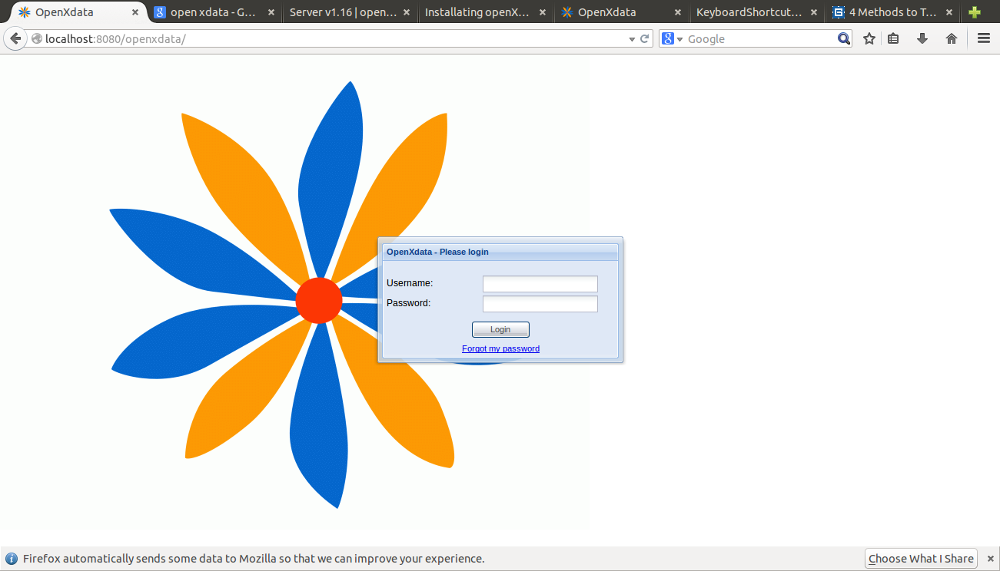 OpenXdata
open xdata - G...
Server v1.16 | open...
Installating openX...
OpenXdata
KeyboardShortcut...
4 Methods to T...
localhost:8080/openxdata/
Google
OpenXdata - Please login
Username:
Password:
Login
Forgot my password
Firefox automatically sends some data to Mozilla so that we can improve your experience.
Choose What I Share